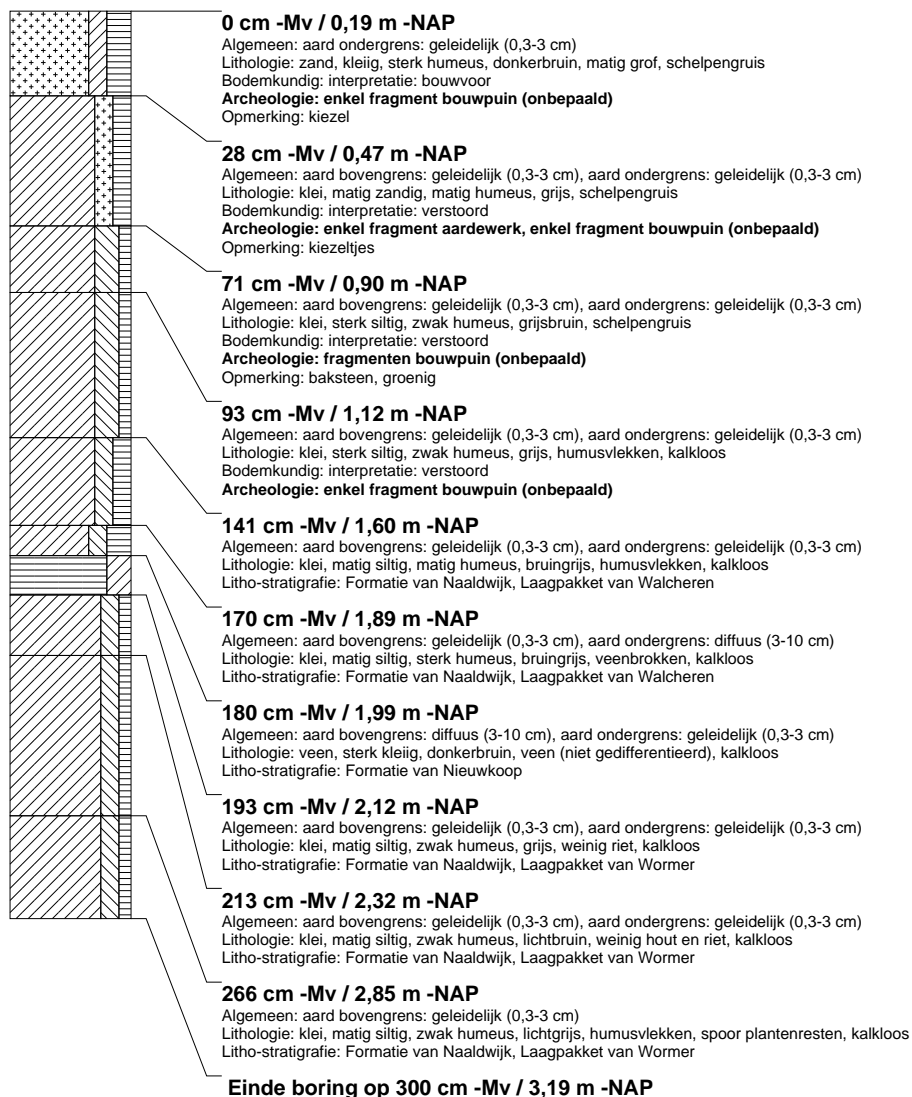 0 cm -Mv / 0,19 m -NAP
Algemeen: aard ondergrens: geleidelijk (0,3-3 cm)
Lithologie: zand, kleiig, sterk humeus, donkerbruin, matig grof, schelpengruis
Bodemkundig: interpretatie: bouwvoor
Archeologie: enkel fragment bouwpuin (onbepaald)
Opmerking: kiezel
28 cm -Mv / 0,47 m -NAP
Algemeen: aard bovengrens: geleidelijk (0,3-3 cm), aard ondergrens: geleidelijk (0,3-3 cm)
Lithologie: klei, matig zandig, matig humeus, grijs, schelpengruis
Bodemkundig: interpretatie: verstoord
Archeologie: enkel fragment aardewerk, enkel fragment bouwpuin (onbepaald)
Opmerking: kiezeltjes
71 cm -Mv / 0,90 m -NAP
Algemeen: aard bovengrens: geleidelijk (0,3-3 cm), aard ondergrens: geleidelijk (0,3-3 cm)
Lithologie: klei, sterk siltig, zwak humeus, grijsbruin, schelpengruis
Bodemkundig: interpretatie: verstoord
Archeologie: fragmenten bouwpuin (onbepaald)
Opmerking: baksteen, groenig
93 cm -Mv / 1,12 m -NAP
Algemeen: aard bovengrens: geleidelijk (0,3-3 cm), aard ondergrens: geleidelijk (0,3-3 cm)
Lithologie: klei, sterk siltig, zwak humeus, grijs, humusvlekken, kalkloos
Bodemkundig: interpretatie: verstoord
Archeologie: enkel fragment bouwpuin (onbepaald)
141 cm -Mv / 1,60 m -NAP
Algemeen: aard bovengrens: geleidelijk (0,3-3 cm), aard ondergrens: geleidelijk (0,3-3 cm)
Lithologie: klei, matig siltig, matig humeus, bruingrijs, humusvlekken, kalkloos
Litho-stratigrafie: Formatie van Naaldwijk, Laagpakket van Walcheren
170 cm -Mv / 1,89 m -NAP
Algemeen: aard bovengrens: geleidelijk (0,3-3 cm), aard ondergrens: diffuus (3-10 cm)
Lithologie: klei, matig siltig, sterk humeus, bruingrijs, veenbrokken, kalkloos
Litho-stratigrafie: Formatie van Naaldwijk, Laagpakket van Walcheren
180 cm -Mv / 1,99 m -NAP
Algemeen: aard bovengrens: diffuus (3-10 cm), aard ondergrens: geleidelijk (0,3-3 cm)
Lithologie: veen, sterk kleiig, donkerbruin, veen (niet gedifferentieerd), kalkloos
Litho-stratigrafie: Formatie van Nieuwkoop
193 cm -Mv / 2,12 m -NAP
Algemeen: aard bovengrens: geleidelijk (0,3-3 cm), aard ondergrens: geleidelijk (0,3-3 cm)
Lithologie: klei, matig siltig, zwak humeus, grijs, weinig riet, kalkloos
Litho-stratigrafie: Formatie van Naaldwijk, Laagpakket van Wormer
213 cm -Mv / 2,32 m -NAP
Algemeen: aard bovengrens: geleidelijk (0,3-3 cm), aard ondergrens: geleidelijk (0,3-3 cm)
Lithologie: klei, matig siltig, zwak humeus, lichtbruin, weinig hout en riet, kalkloos
Litho-stratigrafie: Formatie van Naaldwijk, Laagpakket van Wormer
266 cm -Mv / 2,85 m -NAP
Algemeen: aard bovengrens: geleidelijk (0,3-3 cm)
Lithologie: klei, matig siltig, zwak humeus, lichtgrijs, humusvlekken, spoor plantenresten, kalkloos
Litho-stratigrafie: Formatie van Naaldwijk, Laagpakket van Wormer
Einde boring op 300 cm -Mv / 3,19 m -NAP